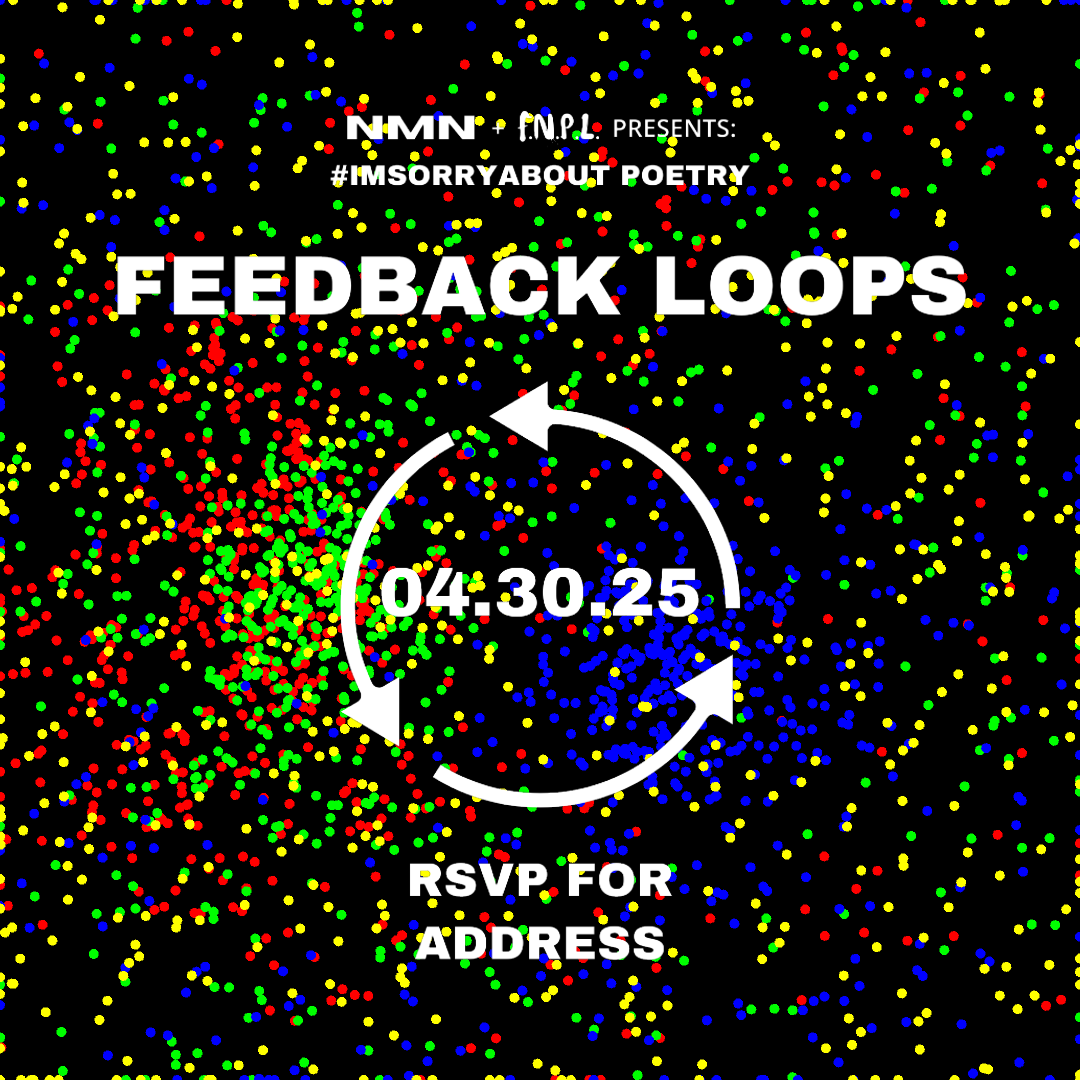 NMN + F.N.P.L. PRESENTS:
#IMSORRYABOUT POETRY
FEEDBACK LOOPS
04.30.25
RSVP FOR
ADDRESS